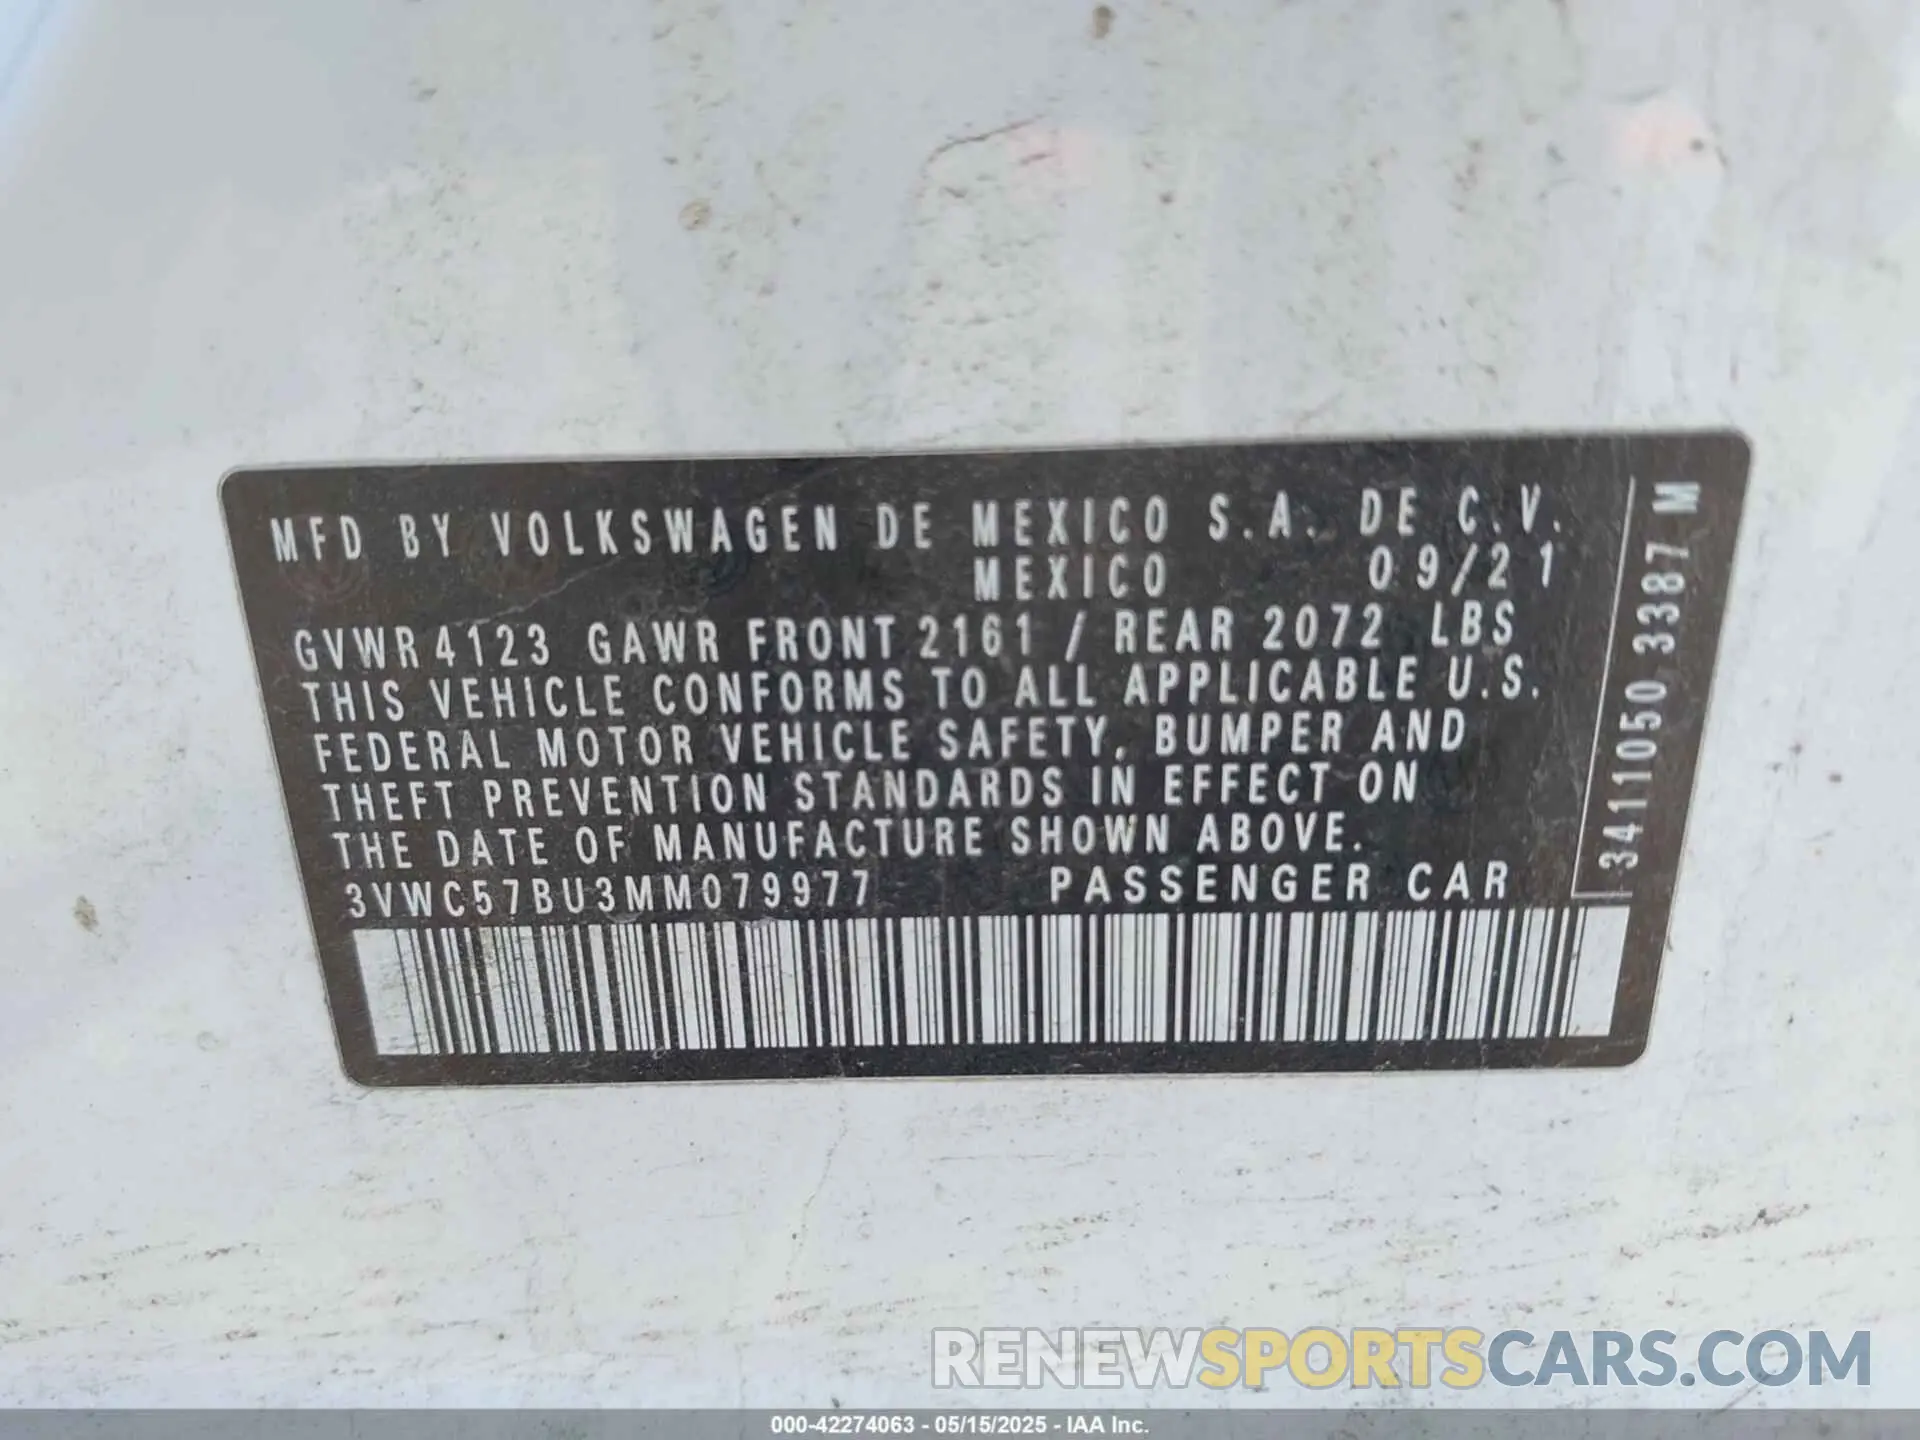 MFD BY VOLKSWAGEN DE MEXICO S.A. DE C.V.
MEXICO 09/21
GVWR 4123 GAWR FRONT 2161 / REAR 2072 LBS
THIS VEHICLE CONFORMS TO ALL APPLICABLE U.S.
FEDERAL MOTOR VEHICLE SAFETY, BUMPER AND
THEFT PREVENTION STANDARDS IN EFFECT ON
THE DATE OF MANUFACTURE SHOWN ABOVE.
3VWC57BU3MM079977 PASSENGER CAR
3411050 3387 M
RENEWSPORTSCARS.COM
000-42274063 - 05/15/2025 - IAA Inc.